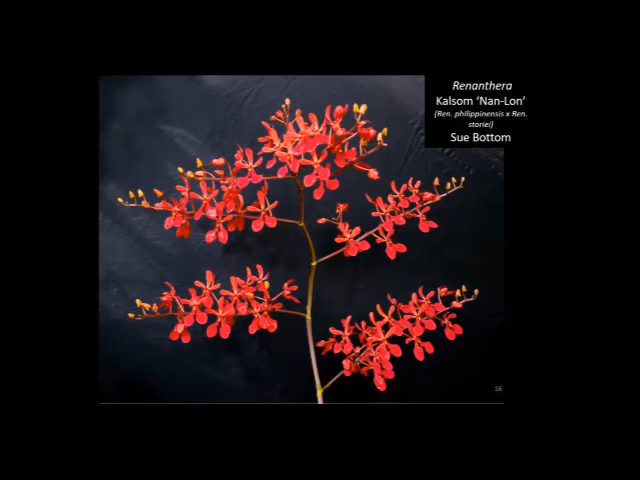 Renanthera
Kalsom ‘Nan-Lon’
(Ren. philippinensis x Ren.
storiei)
Sue Bottom
16